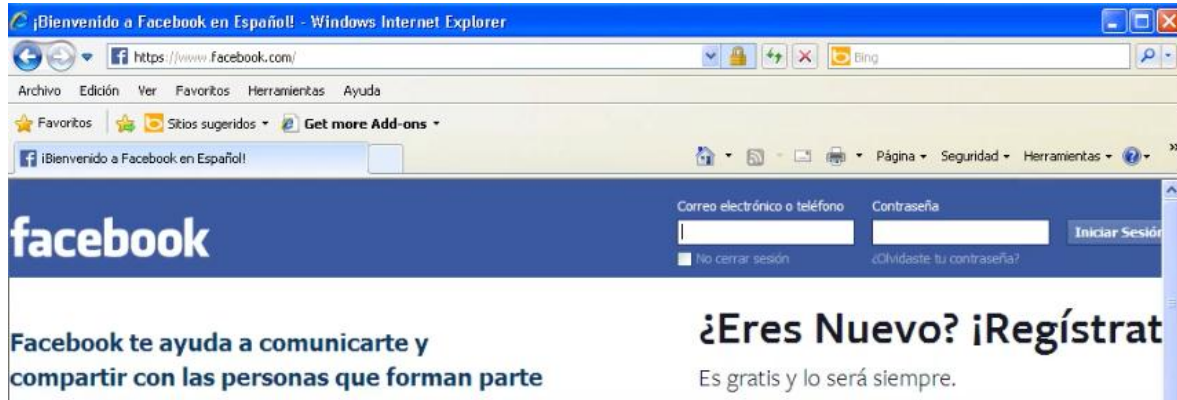 ¡Bienvenido a Facebook en Español! - Windows Internet Explorer
https://www.facebook.com/
Bing
Archivo Edición Ver Favoritos Herramientas Ayuda
Favoritos Sitios sugeridos Get more Add-ons
¡Bienvenido a Facebook en Español! Página Seguridad Herramientas
Correo electrónico o teléfono Contraseña
facebook
Iniciar Sesión
No cerrar sesión ¿Olvidaste tu contraseña?
¿Eres Nuevo? ¡Regístrat
Facebook te ayuda a comunicarte y
compartir con las personas que forman parte
Es gratis y lo será siempre.